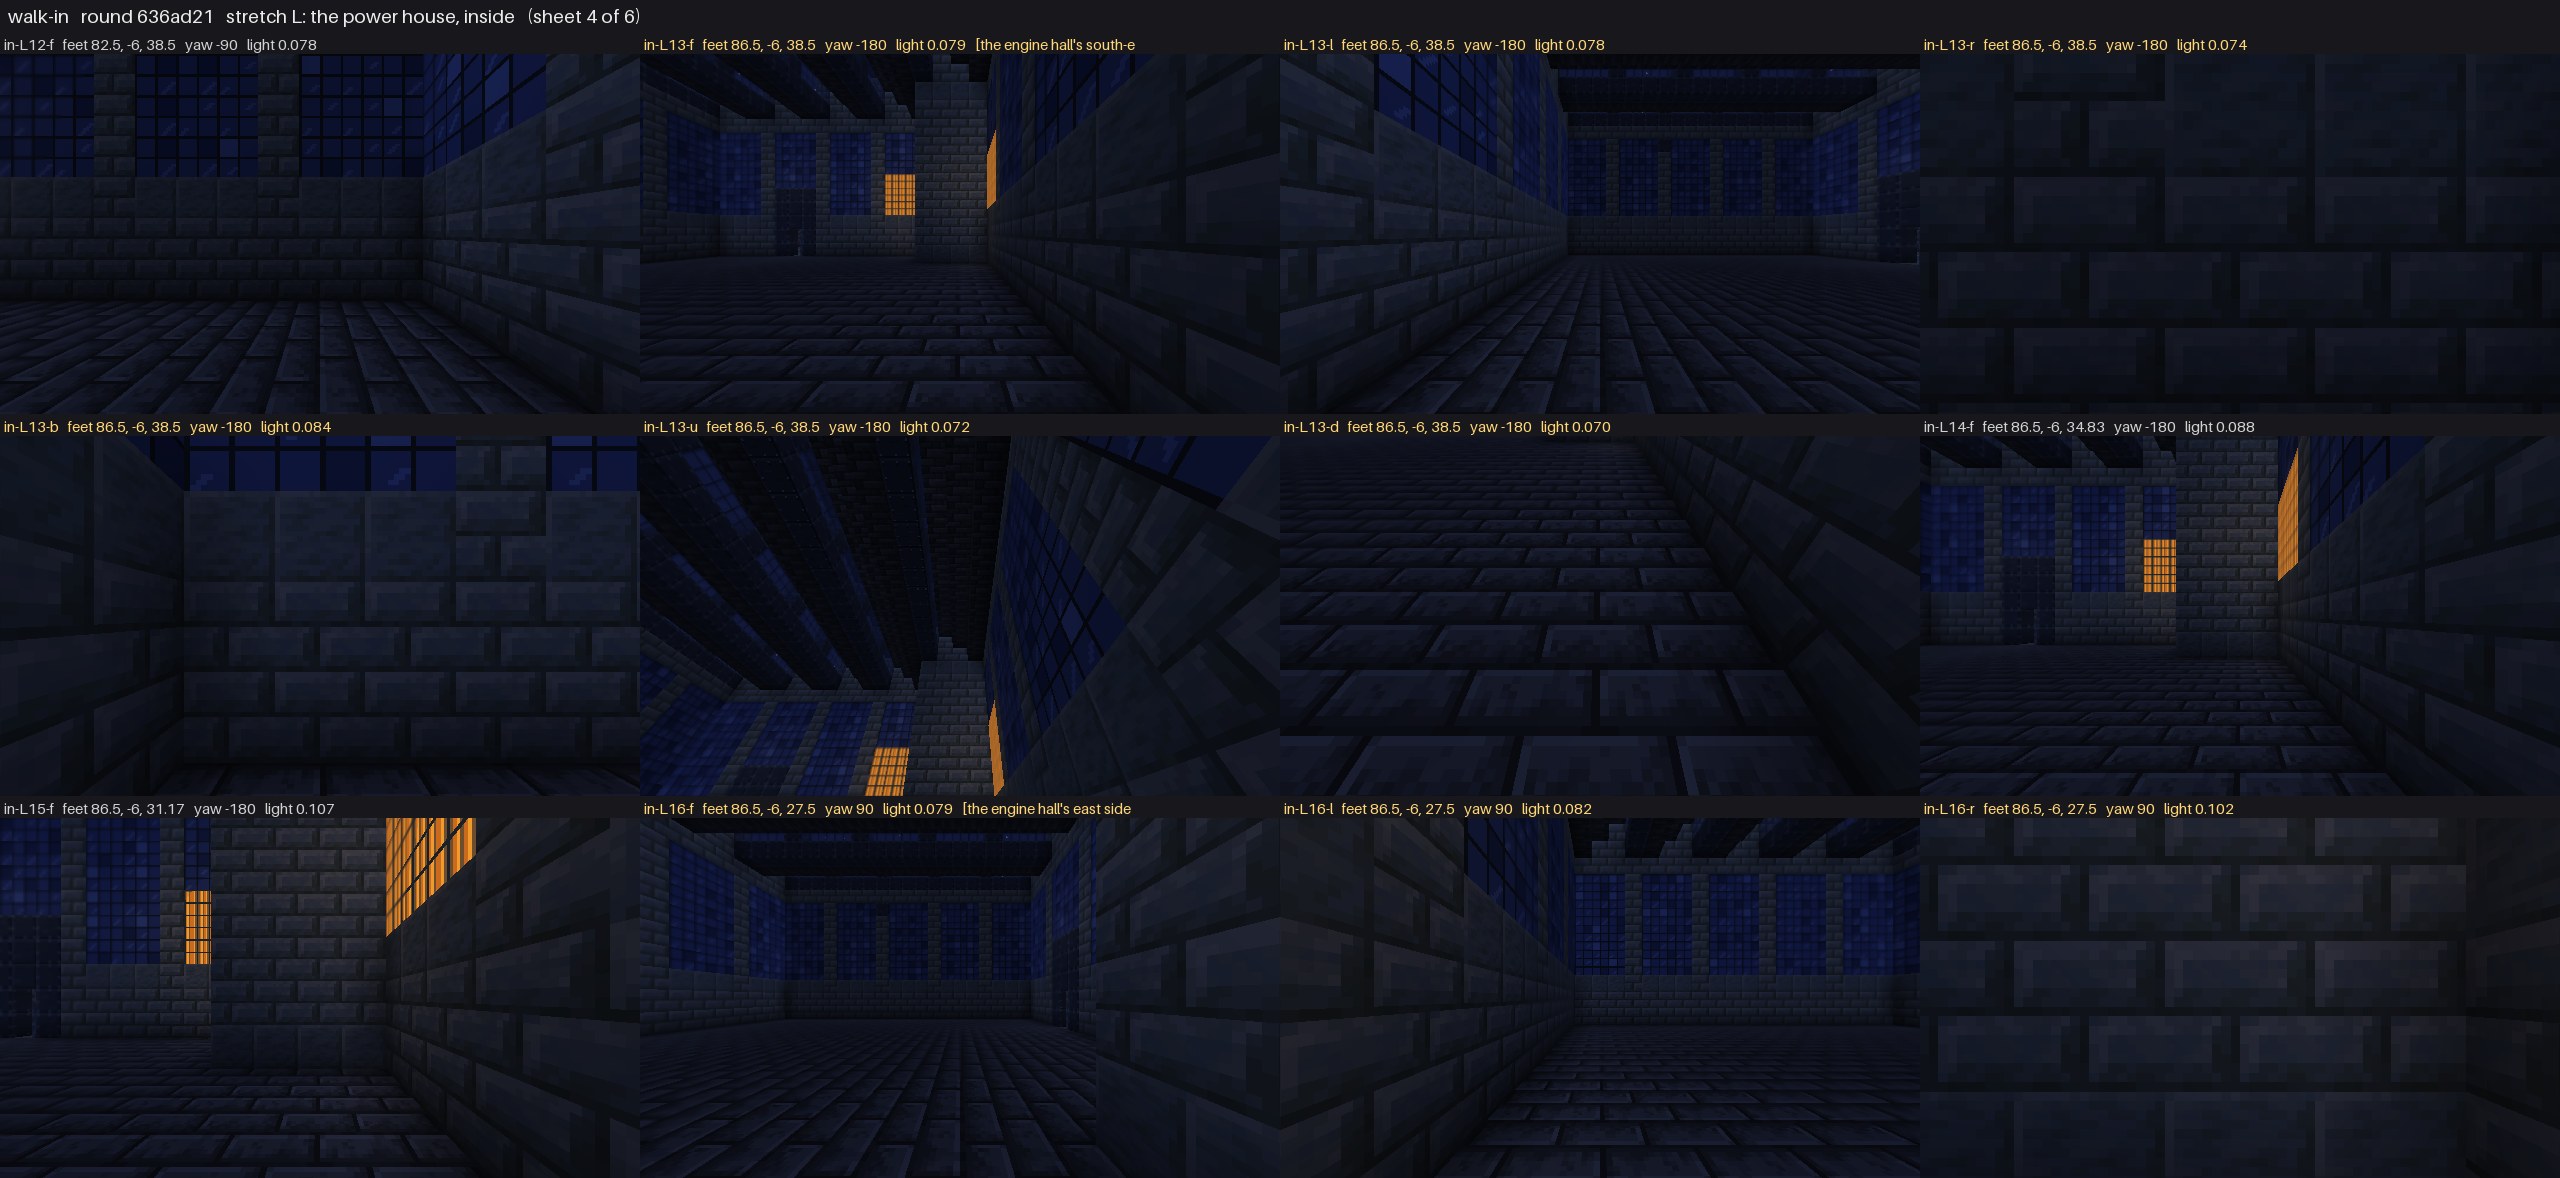 walk-in round 636ad21 stretch L: the power house, inside (sheet 4 of 6)
in-L12-f feet 82.5, -6, 38.5 yaw -90 light 0.078
in-L13-f feet 86.5, -6, 38.5 yaw -180 light 0.079 [the engine hall's south-e
in-L13-l feet 86.5, -6, 38.5 yaw -180 light 0.078
in-L13-r feet 86.5, -6, 38.5 yaw -180 light 0.074
in-L13-b feet 86.5, -6, 38.5 yaw -180 light 0.084
in-L13-u feet 86.5, -6, 38.5 yaw -180 light 0.072
in-L13-d feet 86.5, -6, 38.5 yaw -180 light 0.070
in-L14-f feet 86.5, -6, 34.83 yaw -180 light 0.088
in-L15-f feet 86.5, -6, 31.17 yaw -180 light 0.107
in-L16-f feet 86.5, -6, 27.5 yaw 90 light 0.079 [the engine hall's east side
in-L16-l feet 86.5, -6, 27.5 yaw 90 light 0.082
in-L16-r feet 86.5, -6, 27.5 yaw 90 light 0.102